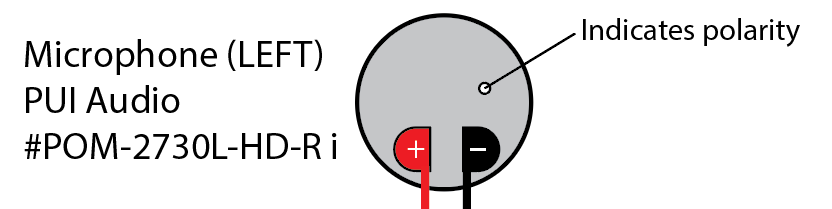 Microphone (LEFT)
PUI Audio
#POM-2730L-HD-R i
Indicates polarity
+ −